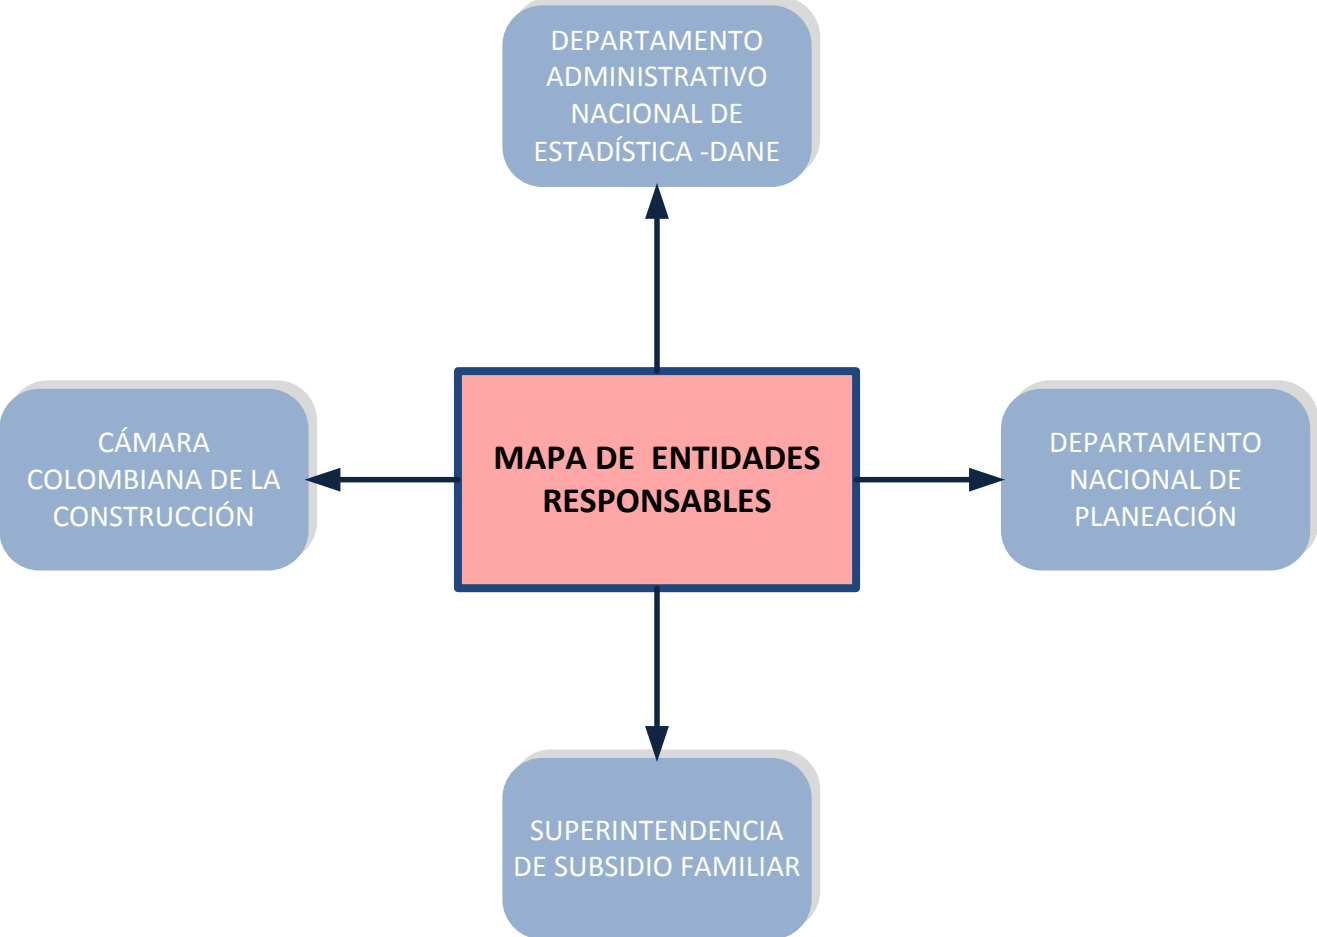 DEPARTAMENTO
ADMINISTRATIVO
NACIONAL DE
ESTADÍSTICA -DANE
CÁMARA
COLOMBIANA DE LA
CONSTRUCCIÓN
MAPA DE ENTIDADES
RESPONSABLES
DEPARTAMENTO
NACIONAL DE
PLANEACIÓN
SUPERINTENDENCIA
DE SUBSIDIO FAMILIAR